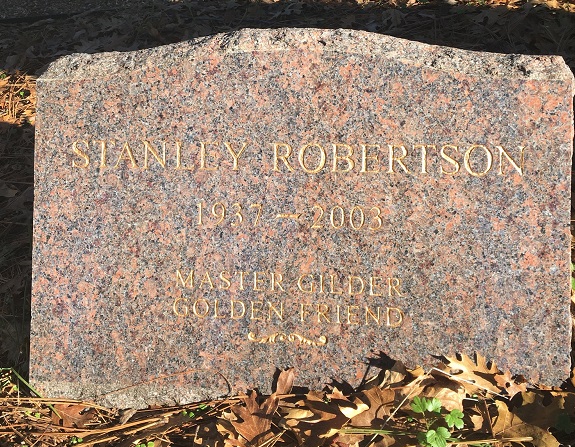 STANLEY ROBERTSON
1937 – 2003
MASTER GILDER
GOLDEN FRIEND